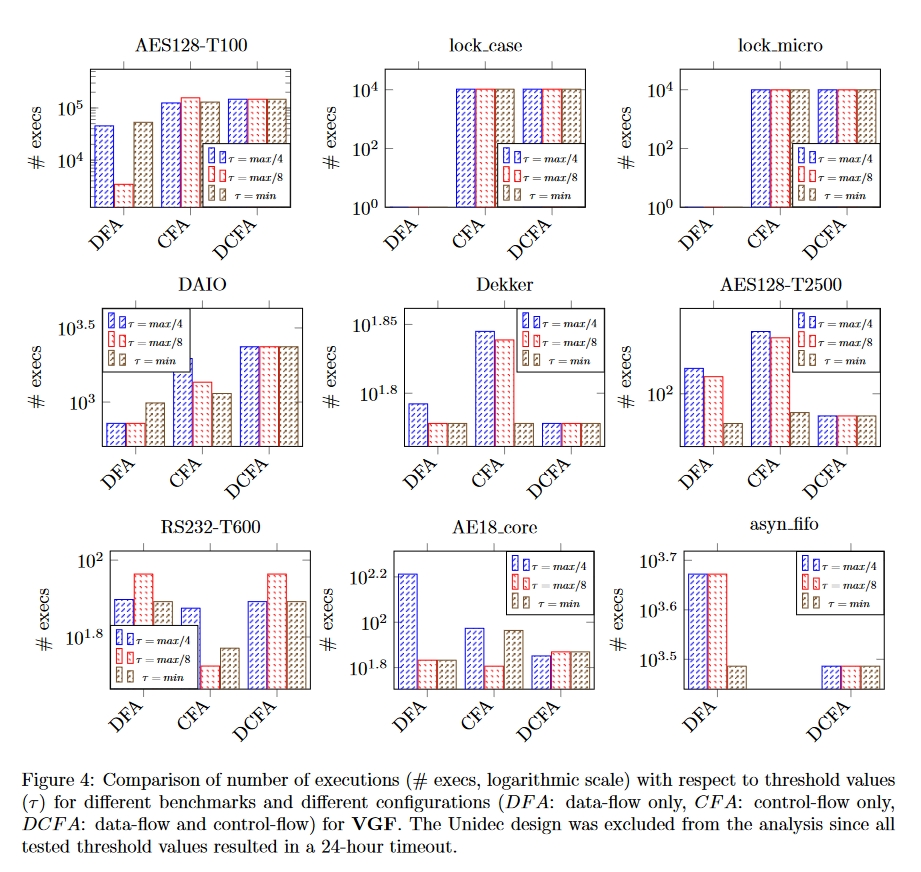 AES128-T100
lock_case
lock_micro
# execs
10^5
10^4
τ = max/4
τ = max/8
τ = min
DFA
CFA
DCFA
# execs
10^4
10^2
10^0
τ = max/4
τ = max/8
τ = min
DFA
CFA
DCFA
# execs
10^4
10^2
10^0
τ = max/4
τ = max/8
τ = min
DFA
CFA
DCFA
DAIO
Dekker
AES128-T2500
# execs
10^3.5
10^3
τ = max/4
τ = max/8
τ = min
DFA
CFA
DCFA
# execs
10^1.85
10^1.8
τ = max/4
τ = max/8
τ = min
DFA
CFA
DCFA
# execs
10^2
τ = max/4
τ = max/8
τ = min
DFA
CFA
DCFA
RS232-T600
AE18_core
asyn_fifo
# execs
10^2
10^1.8
τ = max/4
τ = max/8
τ = min
DFA
CFA
DCFA
# execs
10^2.2
10^2
10^1.8
τ = max/4
τ = max/8
τ = min
DFA
CFA
DCFA
# execs
10^3.7
10^3.6
10^3.5
τ = max/4
τ = max/8
τ = min
DFA
DCFA
Figure 4: Comparison of number of executions (# execs, logarithmic scale) with respect to threshold values
(τ) for different benchmarks and different configurations (DFA: data-flow only, CFA: control-flow only,
DCFA: data-flow and control-flow) for VGF. The Unidec design was excluded from the analysis since all
tested threshold values resulted in a 24-hour timeout.